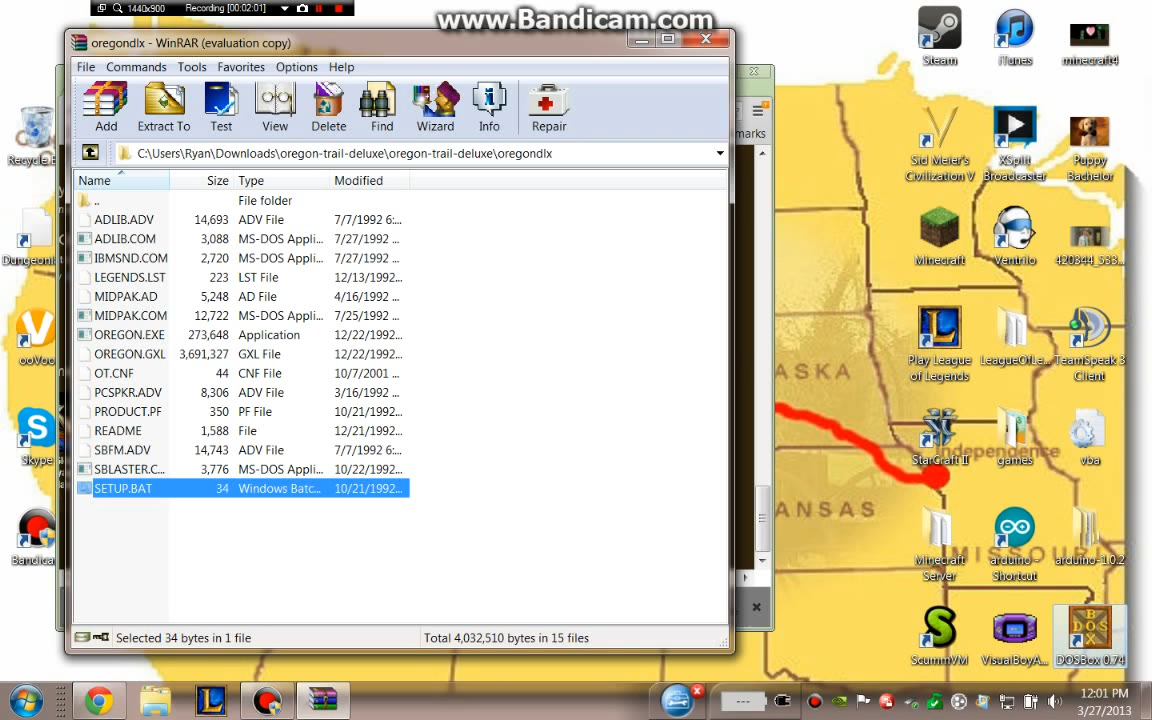 1440x900 Recording [00:02:01]
www.Bandicam.com
oregondlx - WinRAR (evaluation copy)
File Commands Tools Favorites Options Help
Add Extract To Test View Delete Find Wizard Info Repair
C:\Users\Ryan\Downloads\oregon-trail-deluxe\oregon-trail-deluxe\oregondlx
Name Size Type Modified
.. File folder
ADLIB.ADV 14,693 ADV File 7/7/1992 6:...
ADLIB.COM 3,088 MS-DOS Appli... 7/27/1992 ...
IBMSND.COM 2,720 MS-DOS Appli... 7/27/1992 ...
LEGENDS.LST 223 LST File 12/13/1992...
MIDPAK.AD 5,248 AD File 4/16/1992 ...
MIDPAK.COM 12,722 MS-DOS Appli... 7/25/1992 ...
OREGON.EXE 273,648 Application 12/22/1992...
OREGON.GXL 3,691,327 GXL File 12/22/1992...
OT.CNF 44 CNF File 10/7/2001 ...
PCSPKR.ADV 8,306 ADV File 3/16/1992 ...
PRODUCT.PF 350 PF File 10/21/1992...
README 1,588 File 12/21/1992...
SBFM.ADV 14,743 ADV File 7/7/1992 6:...
SBLASTER.C... 3,776 MS-DOS Appli... 10/22/1992...
SETUP.BAT 34 Windows Batc... 10/21/1992...
Selected 34 bytes in 1 file Total 4,032,510 bytes in 15 files
marks
Recycle
ooVoo
Skype
Steam iTunes minecraft4
Sid Meier's Civilization V
XSplit Broadcaster
Puppy Bachelor
Minecraft Ventrilo 420344_533...
Play League of Legends
LeagueOfLe...
TeamSpeak 3 Client
StarCraft II games vba
Minecraft Server
arduino - Shortcut
arduino-1.0.2
ScummVM VisualBoyA... DOSBox 0.74
ASKA
Independence
ANSAS
MISSOURI
12:01 PM
3/27/2013